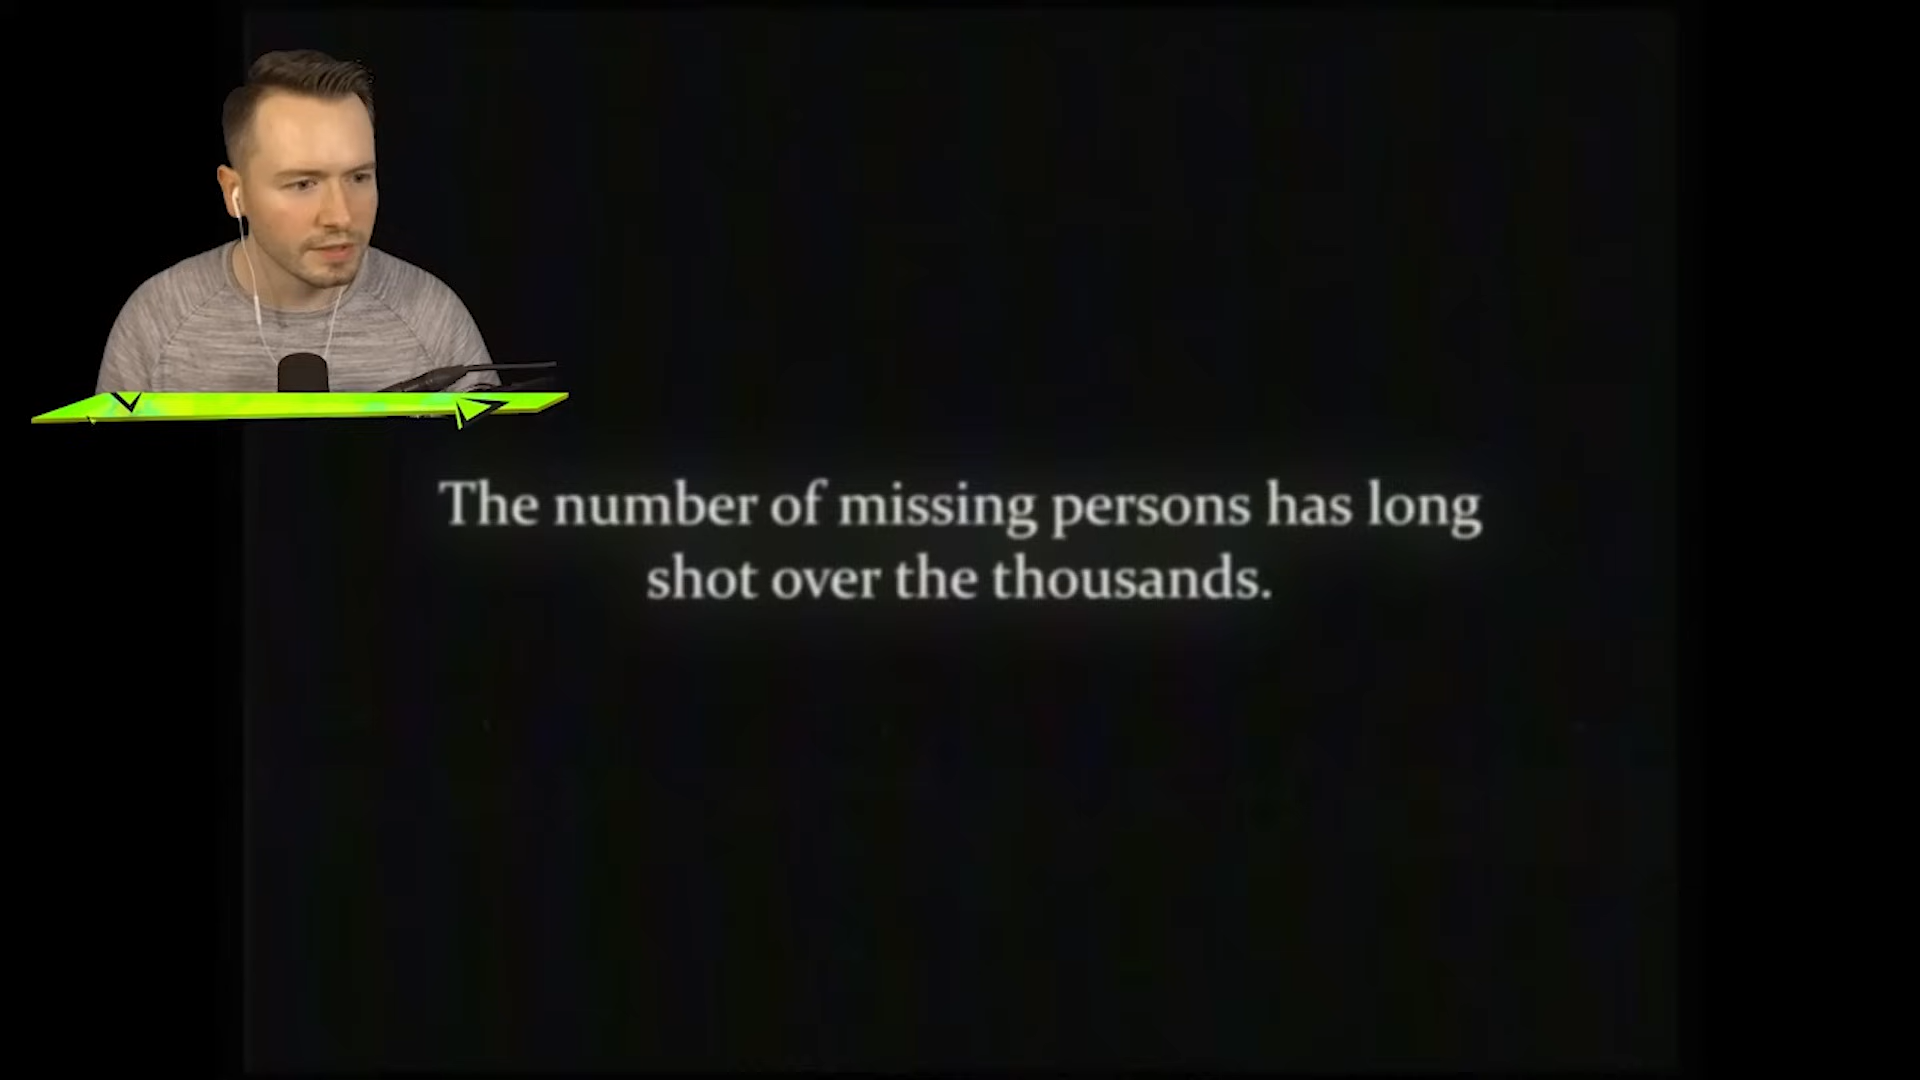 The number of missing persons has long
shot over the thousands.